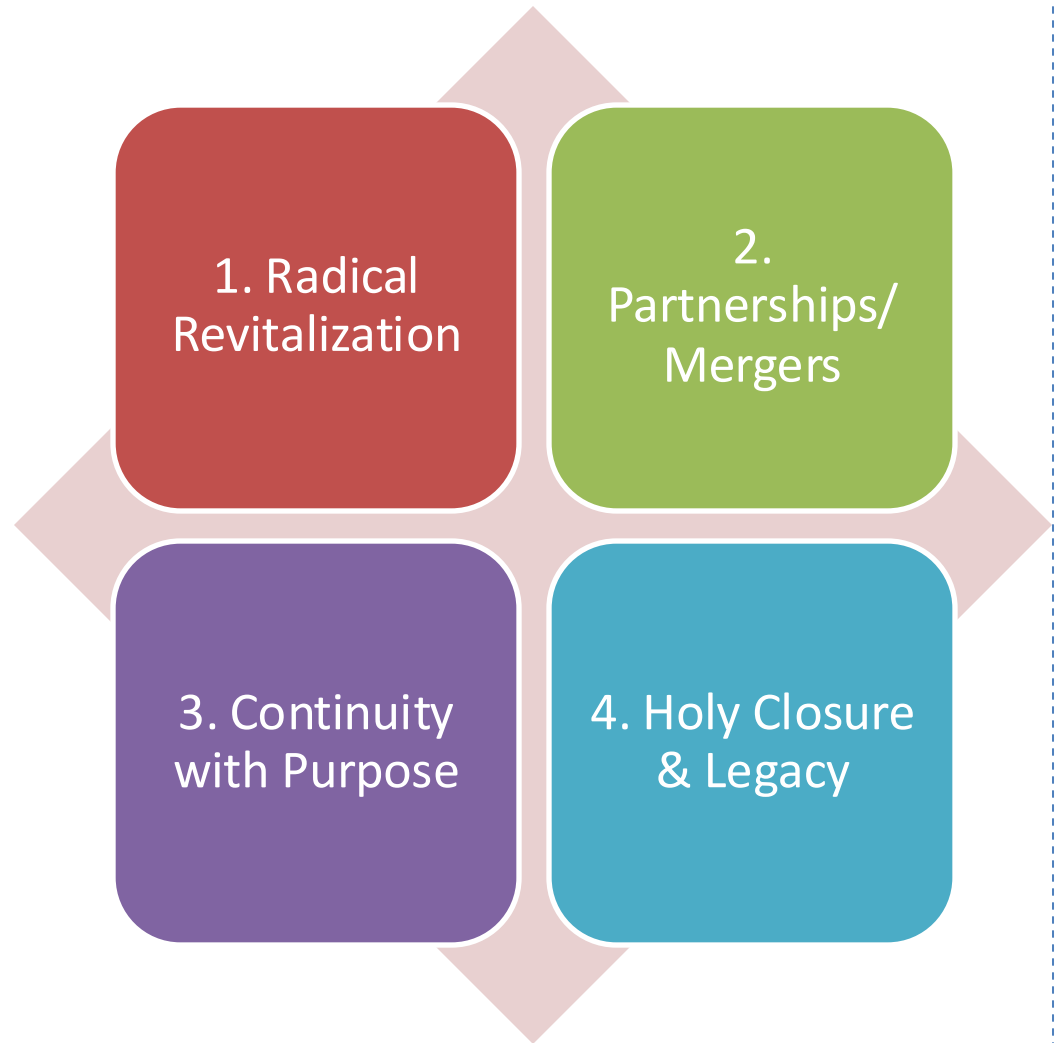 1. Radical
Revitalization
2.
Partnerships/
Mergers
3. Continuity
with Purpose
4. Holy Closure
& Legacy